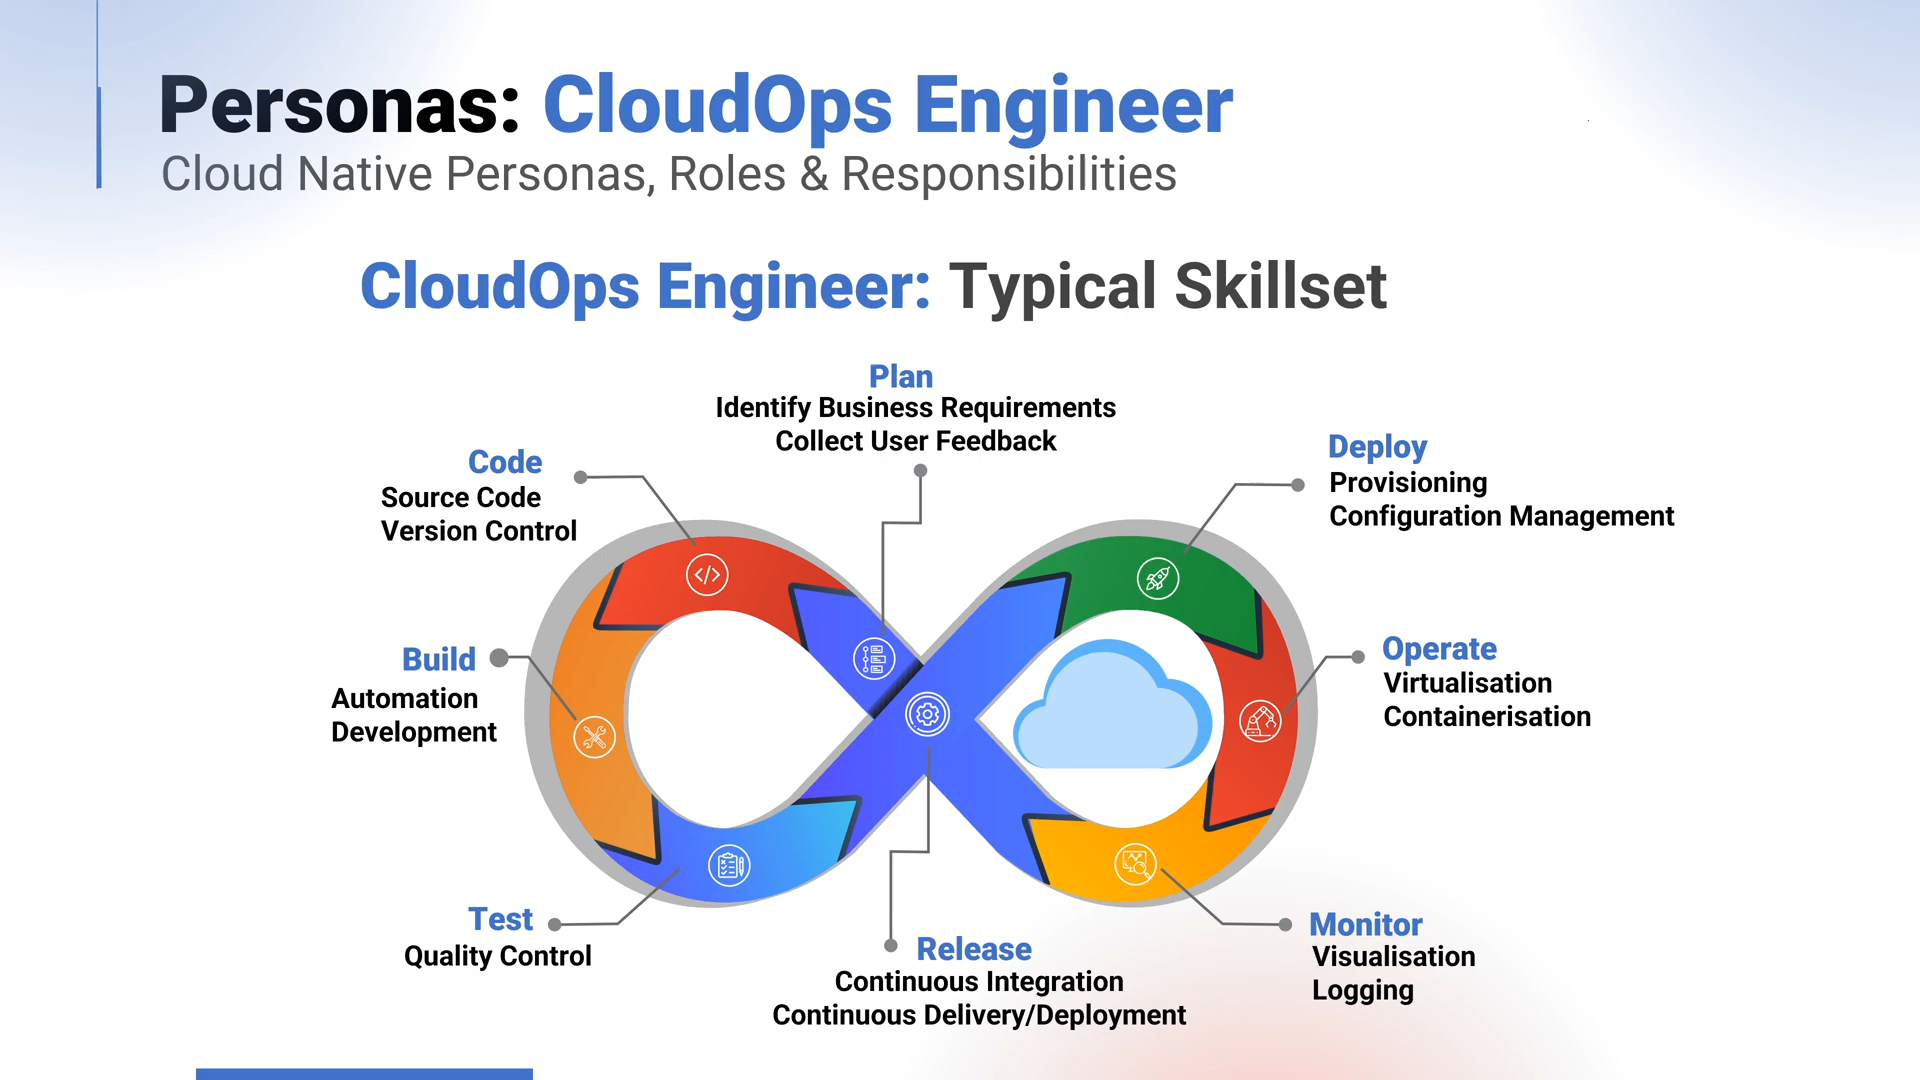 Personas: CloudOps Engineer
Cloud Native Personas, Roles & Responsibilities
CloudOps Engineer: Typical Skillset
Plan
Identify Business Requirements
Collect User Feedback
Code
Source Code
Version Control
Deploy
Provisioning
Configuration Management
Build
Automation
Development
Operate
Virtualisation
Containerisation
Test
Quality Control
Release
Continuous Integration
Continuous Delivery/Deployment
Monitor
Visualisation
Logging